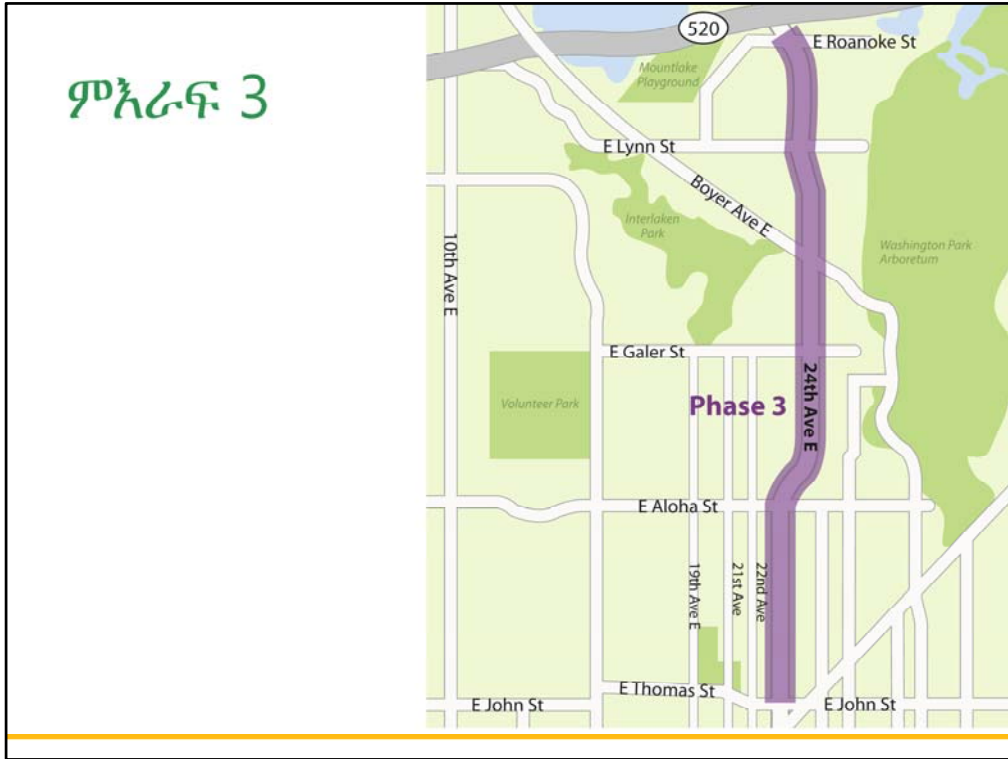 ምእራፍ 3
520
E Roanoke St
Mountlake
Playground
E Lynn St
Boyer Ave E
Interlaken
Park
10th Ave E
Washington Park
Arboretum
E Galer St
24th Ave E
Volunteer Park
Phase 3
E Aloha St
19th Ave E
21st Ave
22nd Ave
E Thomas St
E John St
E John St